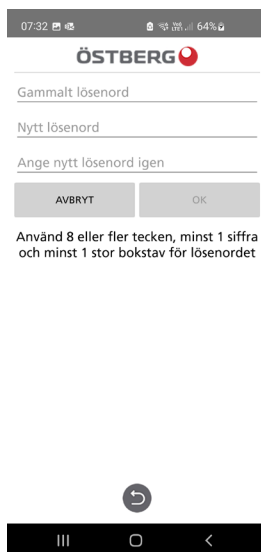 07:32 64%
ÖSTBERG
Gammalt lösenord
Nytt lösenord
Ange nytt lösenord igen
AVBRYT OK
Använd 8 eller fler tecken, minst 1 siffra
och minst 1 stor bokstav för lösenordet